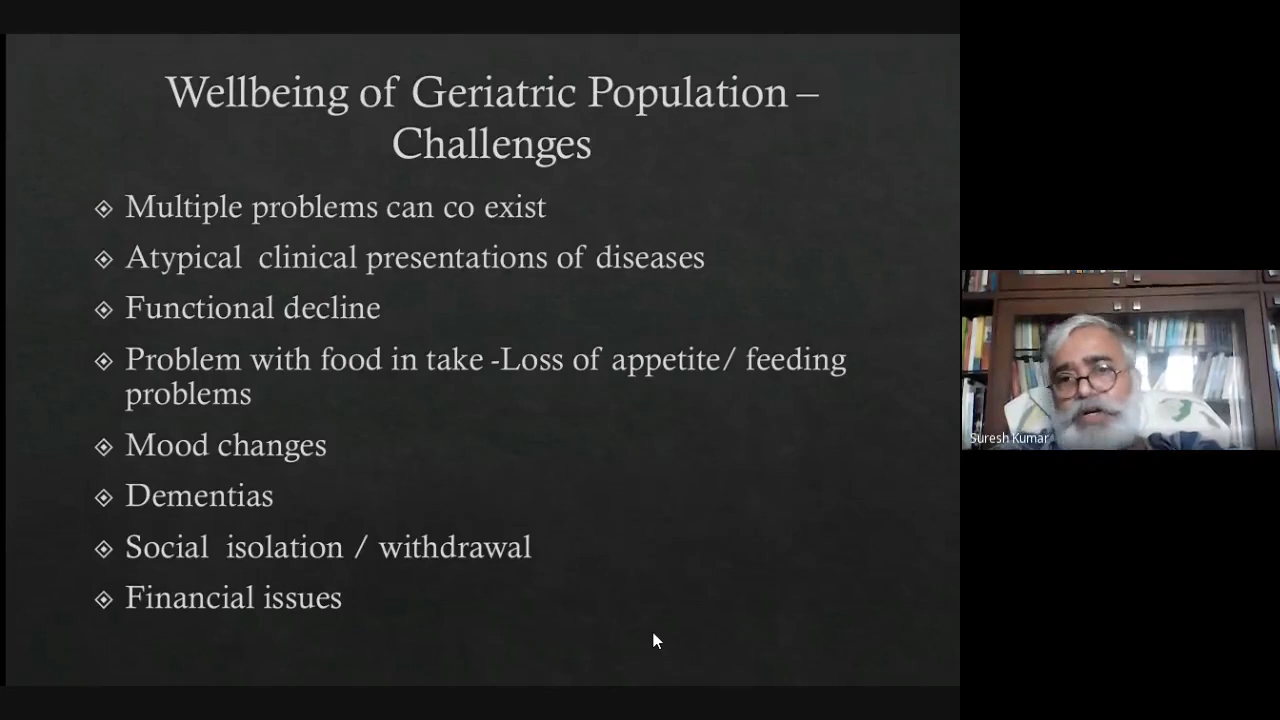 Wellbeing of Geriatric Population –
Challenges
Multiple problems can co exist
Atypical clinical presentations of diseases
Functional decline
Problem with food in take -Loss of appetite/ feeding
problems
Mood changes
Dementias
Social isolation / withdrawal
Financial issues
Suresh Kumar